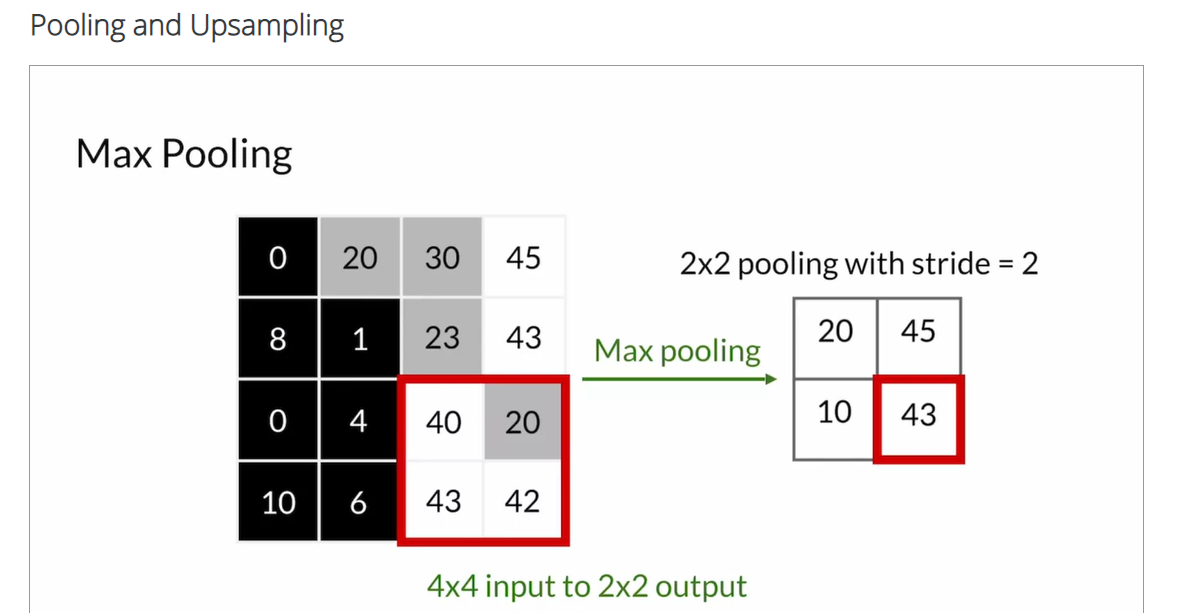 Pooling and Upsampling
Max Pooling
0 20 30 45
8 1 23 43
0 4 40 20
10 6 43 42
Max pooling
2x2 pooling with stride = 2
20 45
10 43
4x4 input to 2x2 output